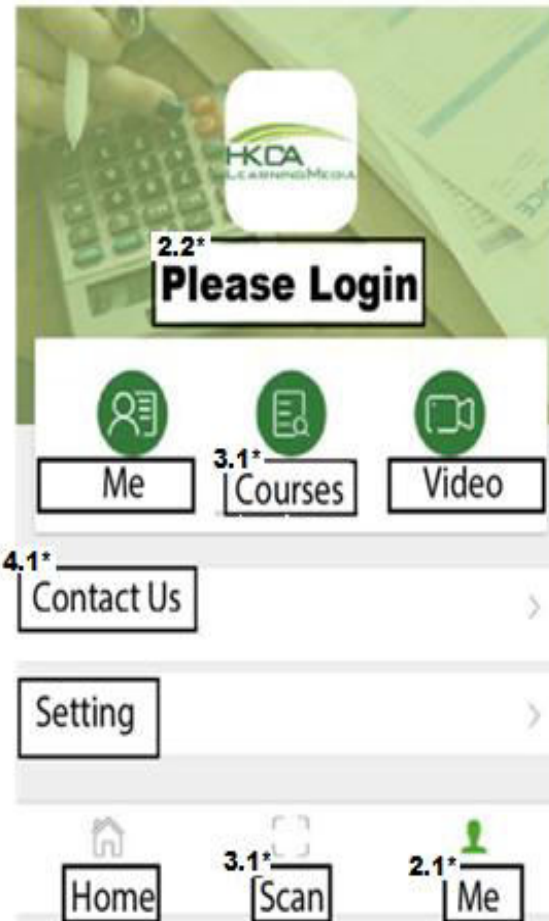 HKCA
LEARNINGMEDIA
2.2*
Please Login
Me
3.1*
Courses
Video
4.1*
Contact Us
Setting
Home
3.1*
Scan
2.1*
Me